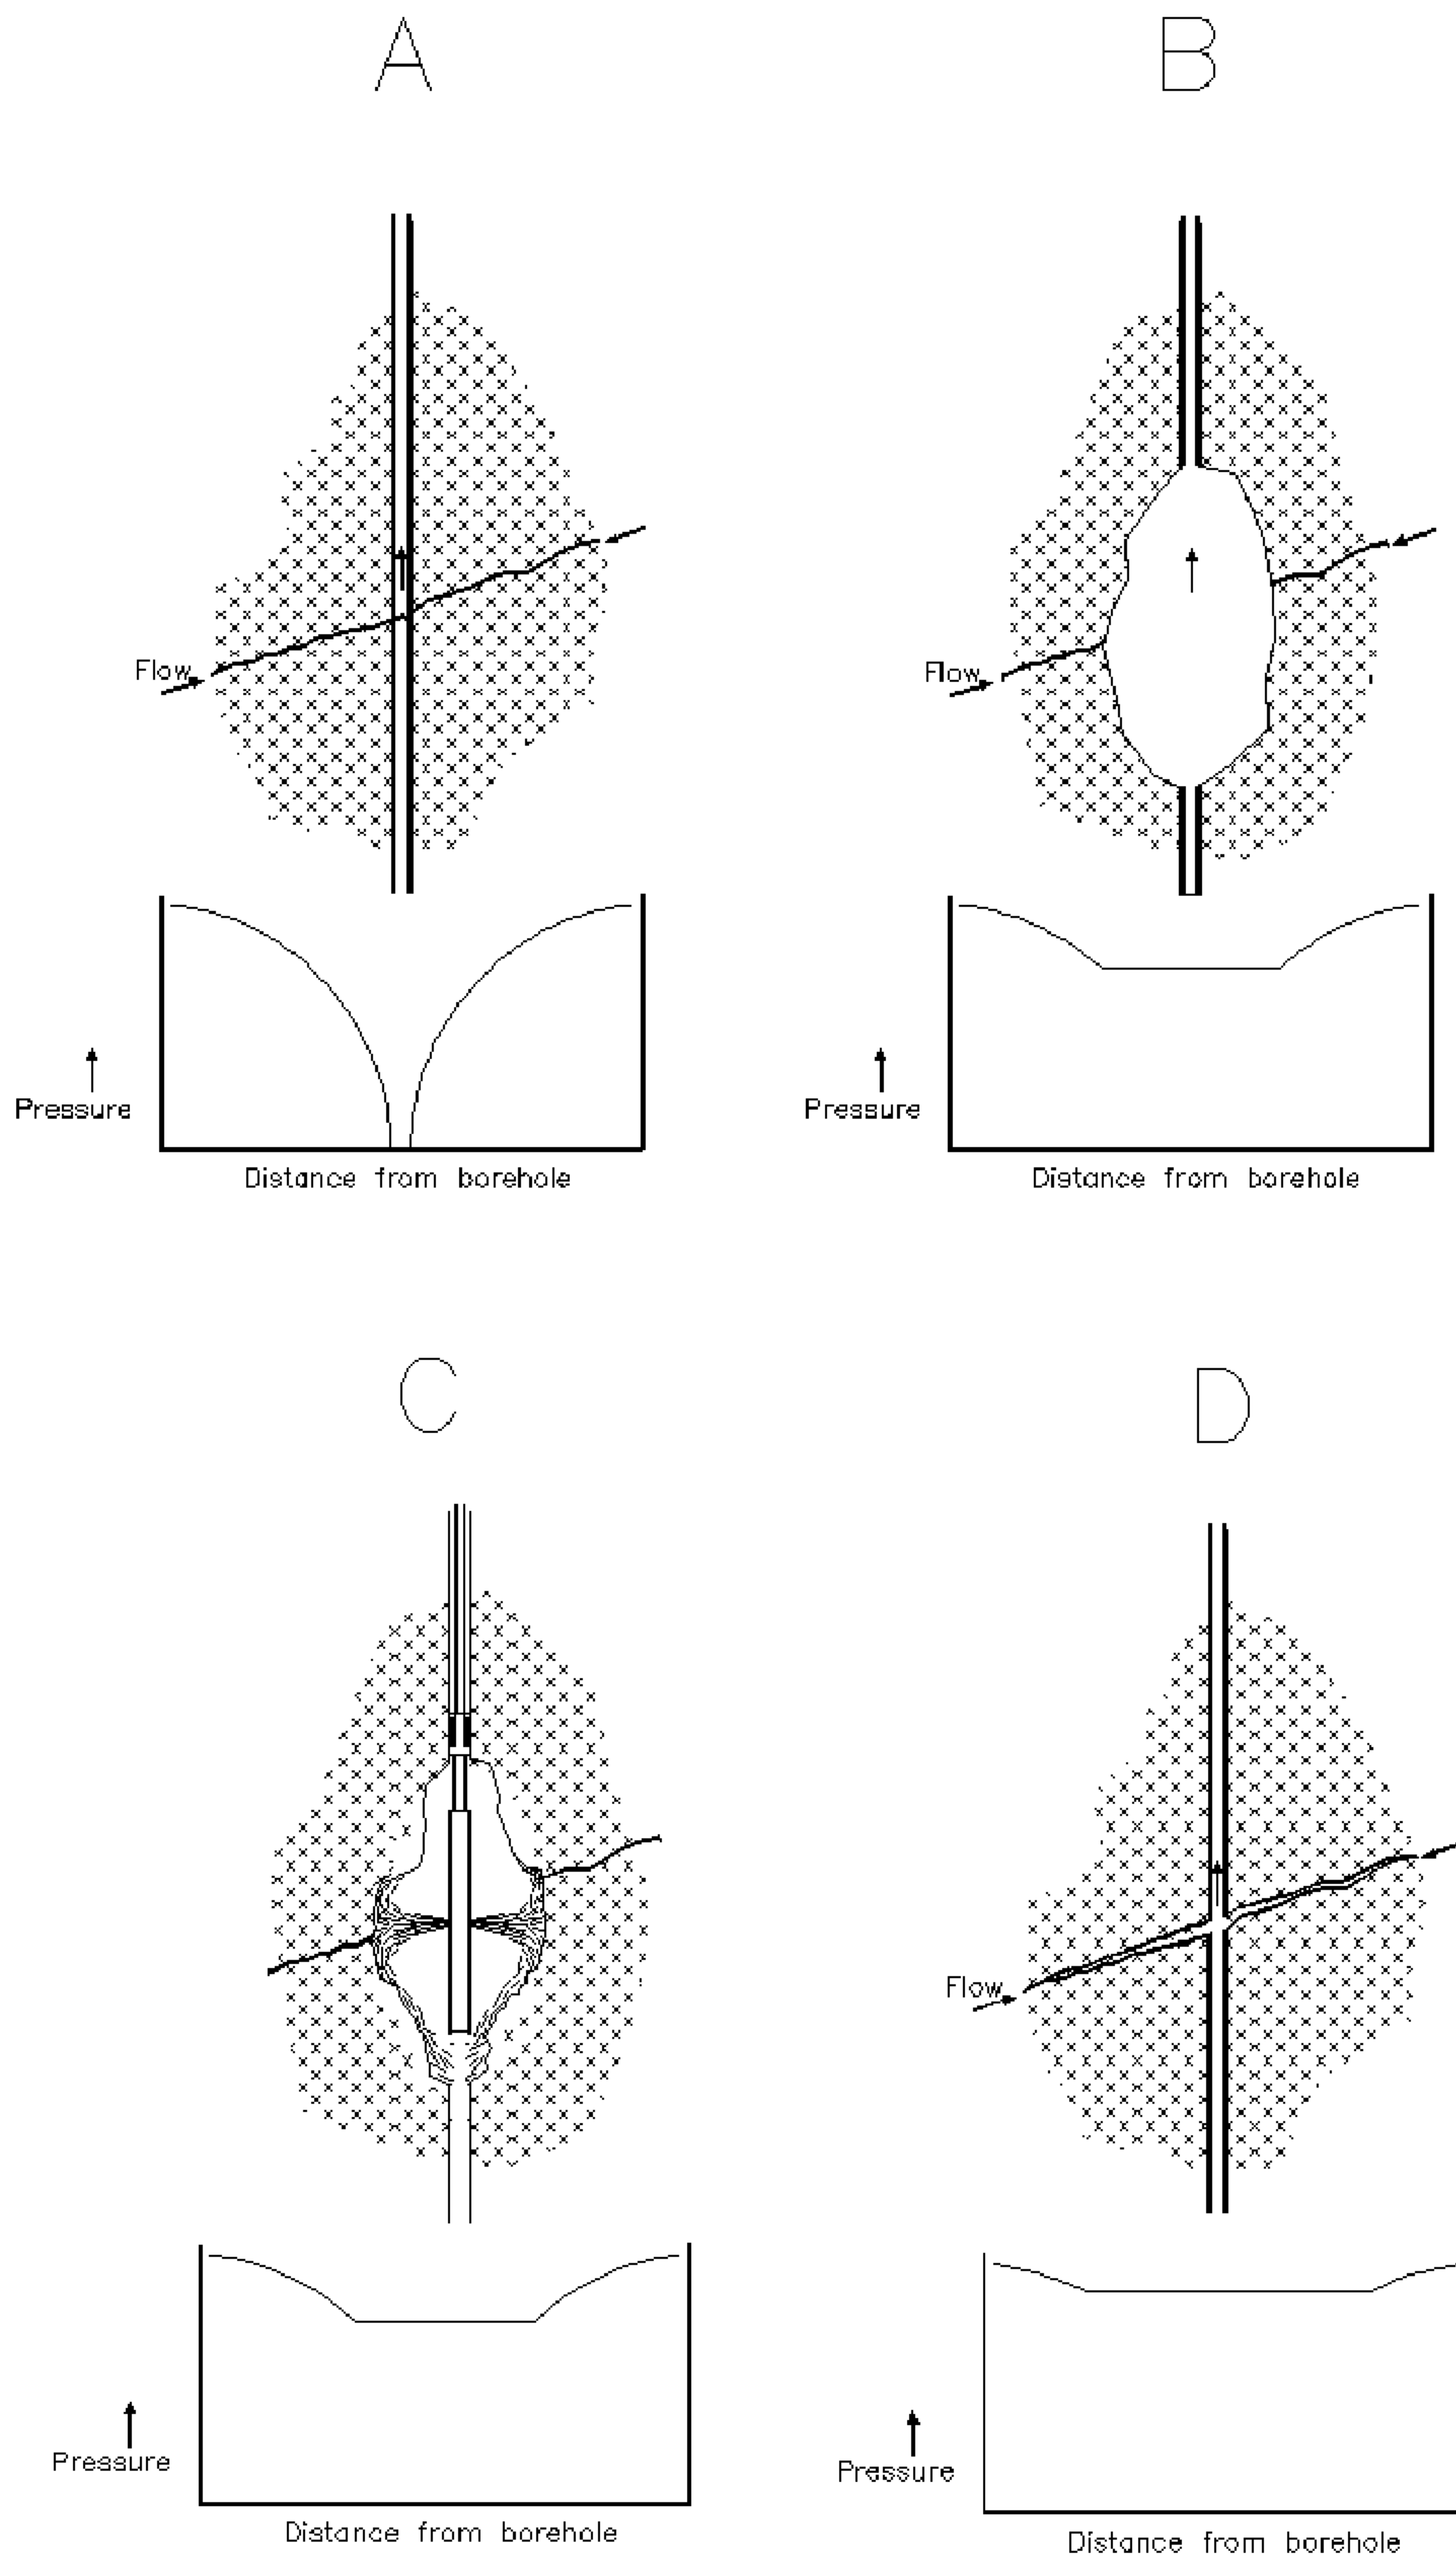 A
B
Flow
Flow
Pressure
Pressure
Distance from borehole
Distance from borehole
C
D
Flow
Pressure
Pressure
Distance from borehole
Distance from borehole